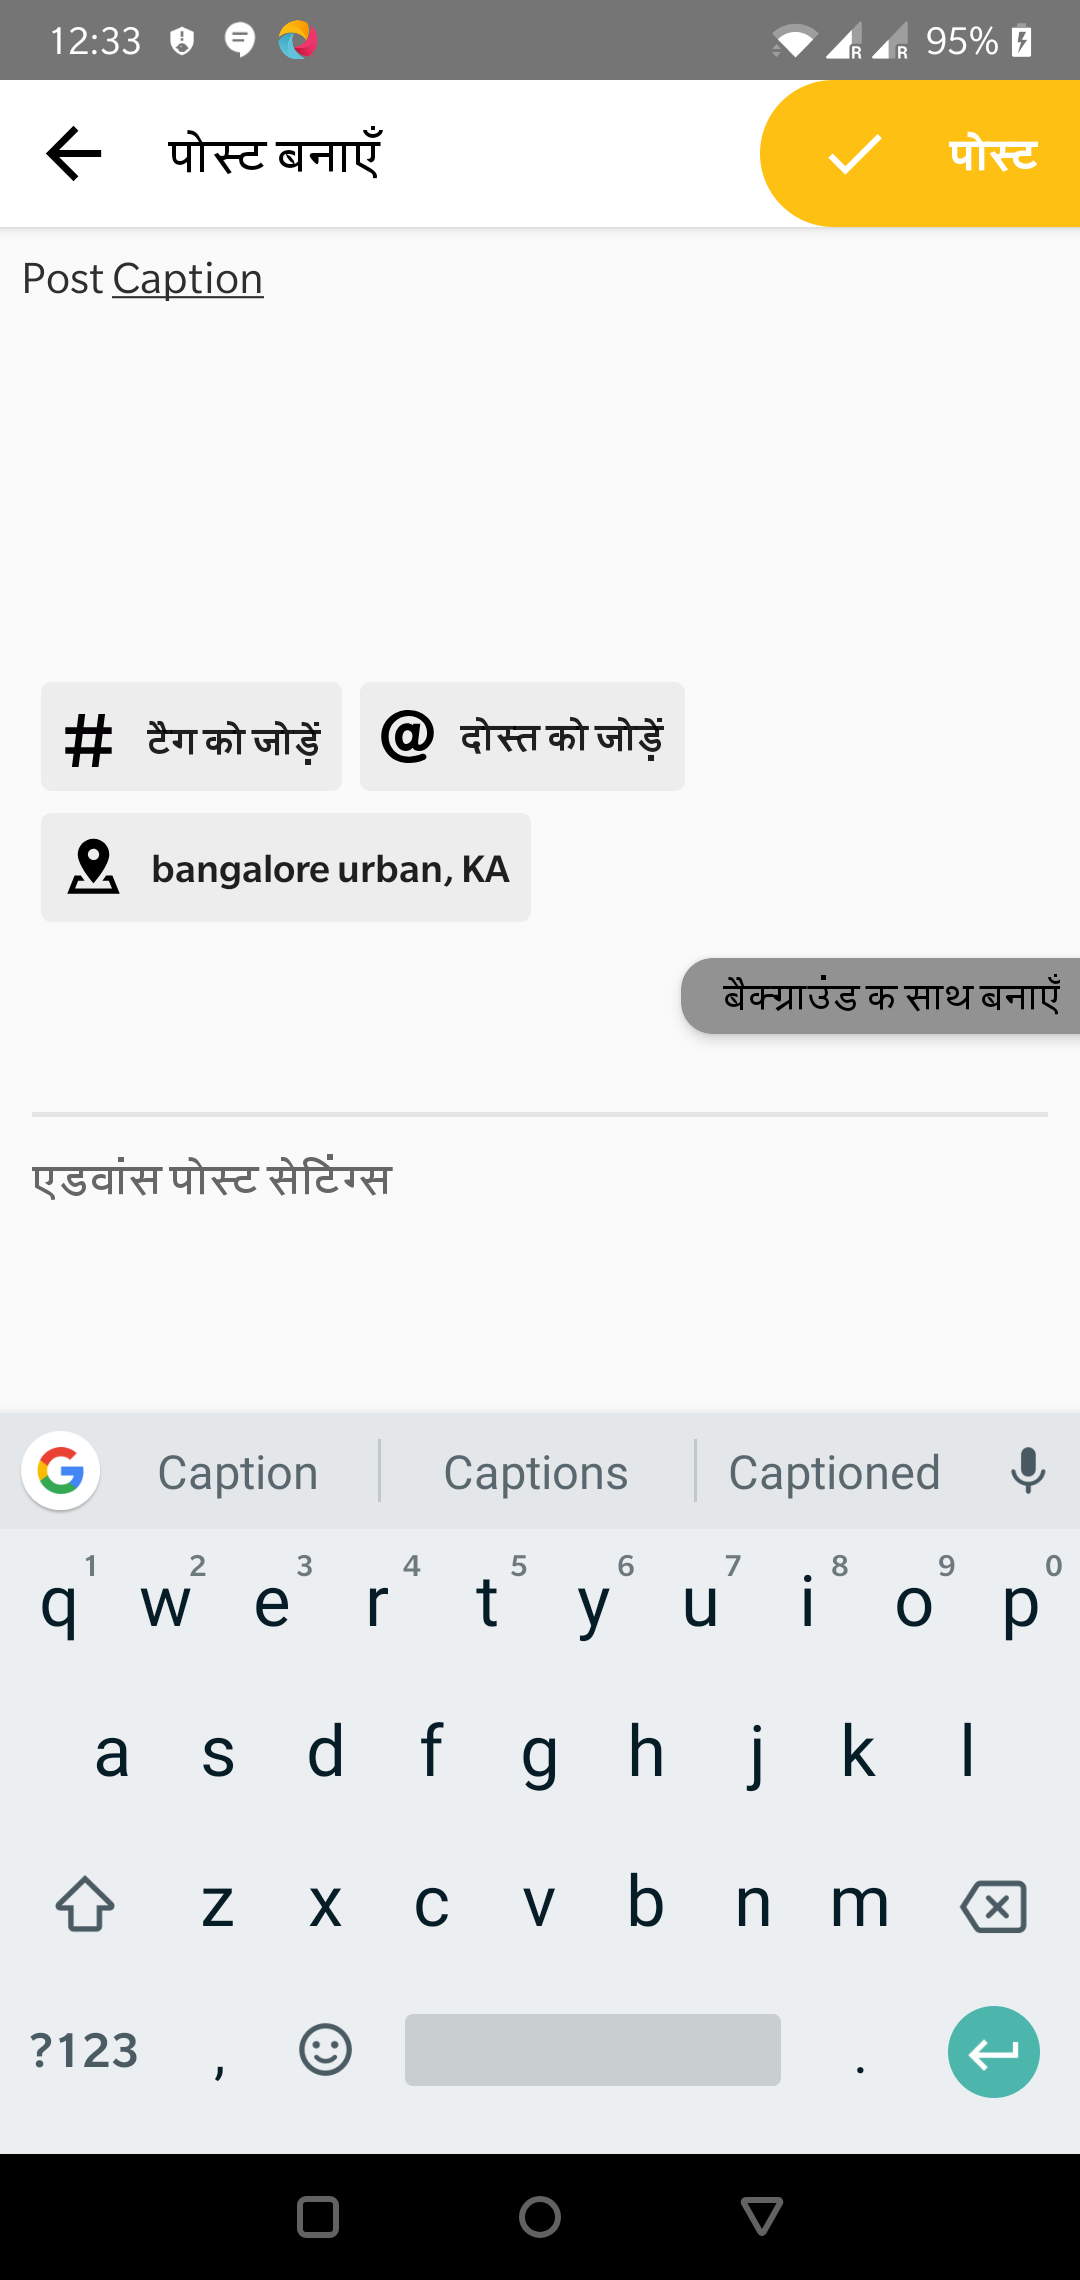 12:33 95%
पोस्ट बनाएँ पोस्ट
Post Caption
# टैग को जोड़ें @ दोस्त को जोड़ें
bangalore urban, KA
बैकग्राउंड क साथ बनाएँ
एडवांस पोस्ट सेटिंग्स
Caption Captions Captioned
1 2 3 4 5 6 7 8 9 0
q w e r t y u i o p
a s d f g h j k l
z x c v b n m
?123 , .